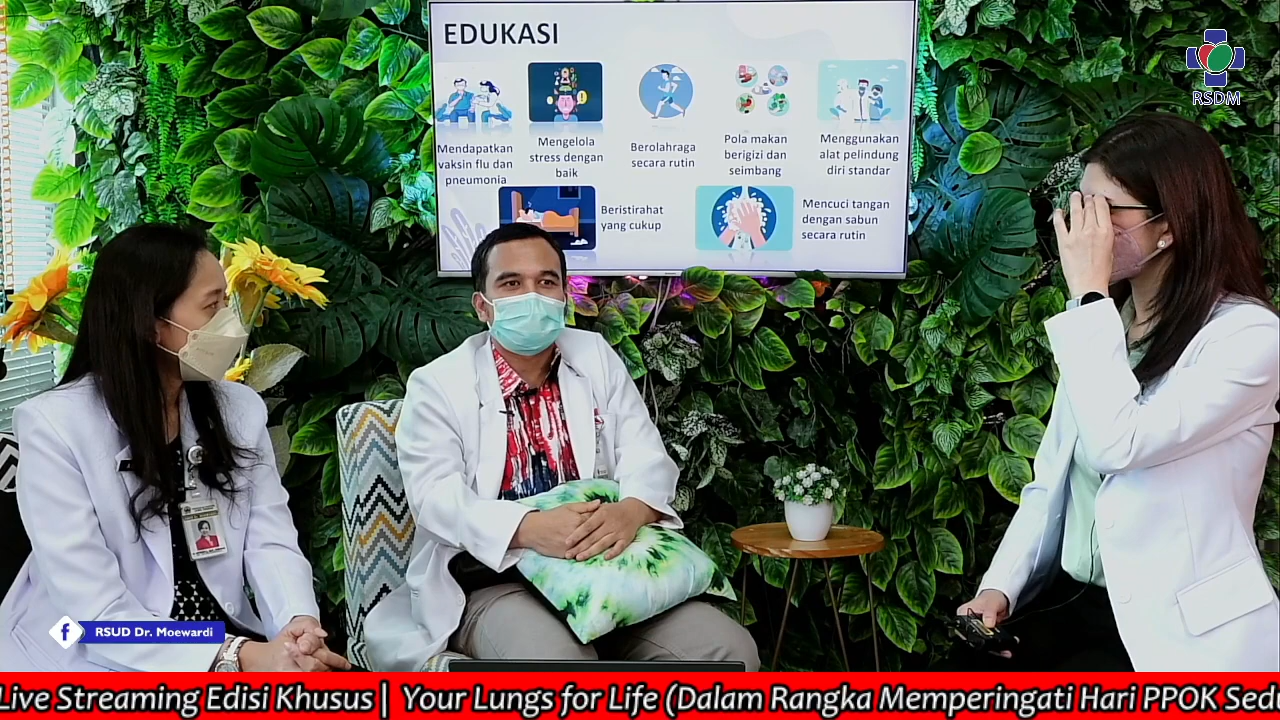 EDUKASI
RSDM
Mendapatkan
vaksin flu dan
pneumonia
Mengelola
stress dengan
baik
Berolahraga
secara rutin
Pola makan
berigizi dan
seimbang
Menggunakan
alat pelindung
diri standar
Beristirahat
yang cukup
Mencuci tangan
dengan sabun
secara rutin
f RSUD Dr. Moewardi
Live Streaming Edisi Khusus | Your Lungs for Life (Dalam Rangka Memperingati Hari PPOK Sedu